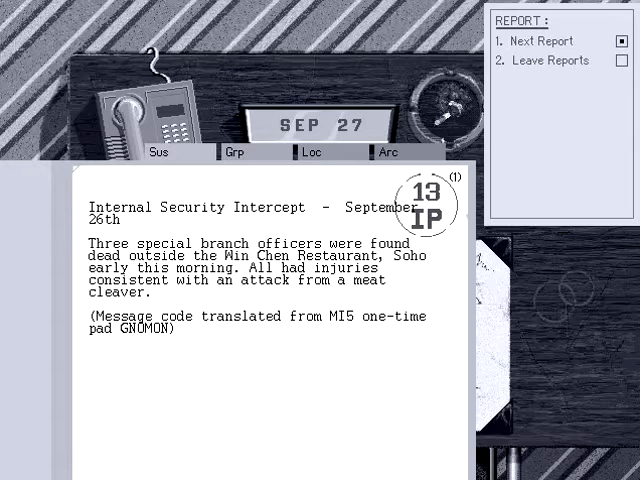 REPORT:
1. Next Report
2. Leave Reports
SEP 27
Sus Grp Loc Arc
(1)
13
IP
Internal Security Intercept - September
26th
Three special branch officers were found
dead outside the Win Chen Restaurant, Soho
early this morning. All had injuries
consistent with an attack from a meat
cleaver.
(Message code translated from MI5 one-time
pad GNOMON)